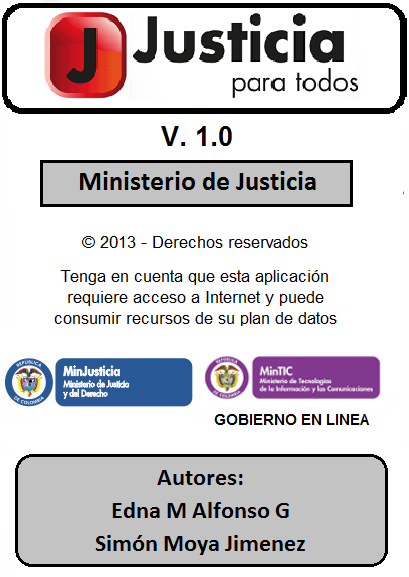 J Justicia
para todos
V. 1.0
Ministerio de Justicia
© 2013 - Derechos reservados
Tenga en cuenta que esta aplicación
requiere acceso a Internet y puede
consumir recursos de su plan de datos
REPÚBLICA
DE COLOMBIA
MinJusticia
Ministerio de Justicia
y del Derecho
REPÚBLICA
DE COLOMBIA
MinTIC
Ministerio de Tecnologías
de la Información y las Comunicaciones
GOBIERNO EN LINEA
Autores:
Edna M Alfonso G
Simón Moya Jimenez